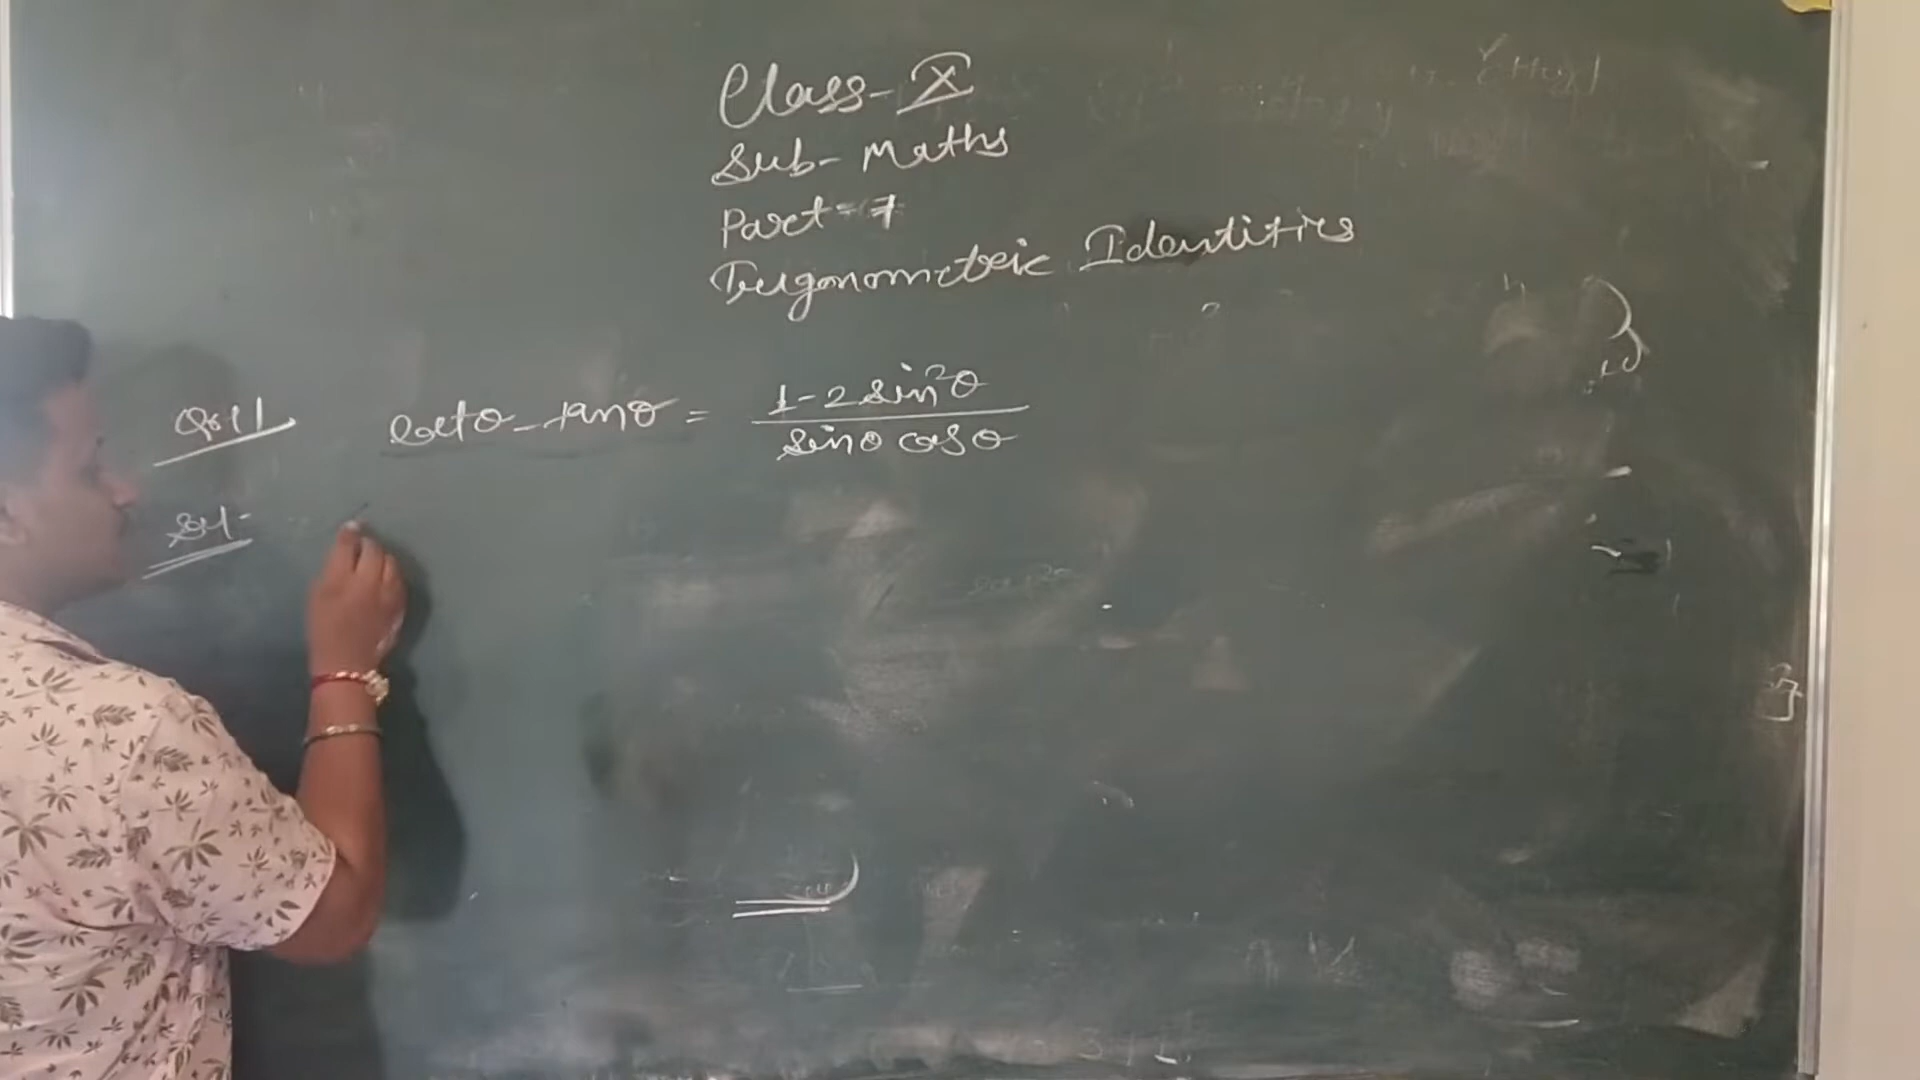 Class-X
Sub- Maths
Part-7
Trigonometric Identities
Q.11 cotθ - tanθ = (1-2sin²θ)/(sinθ cosθ)
Sol-